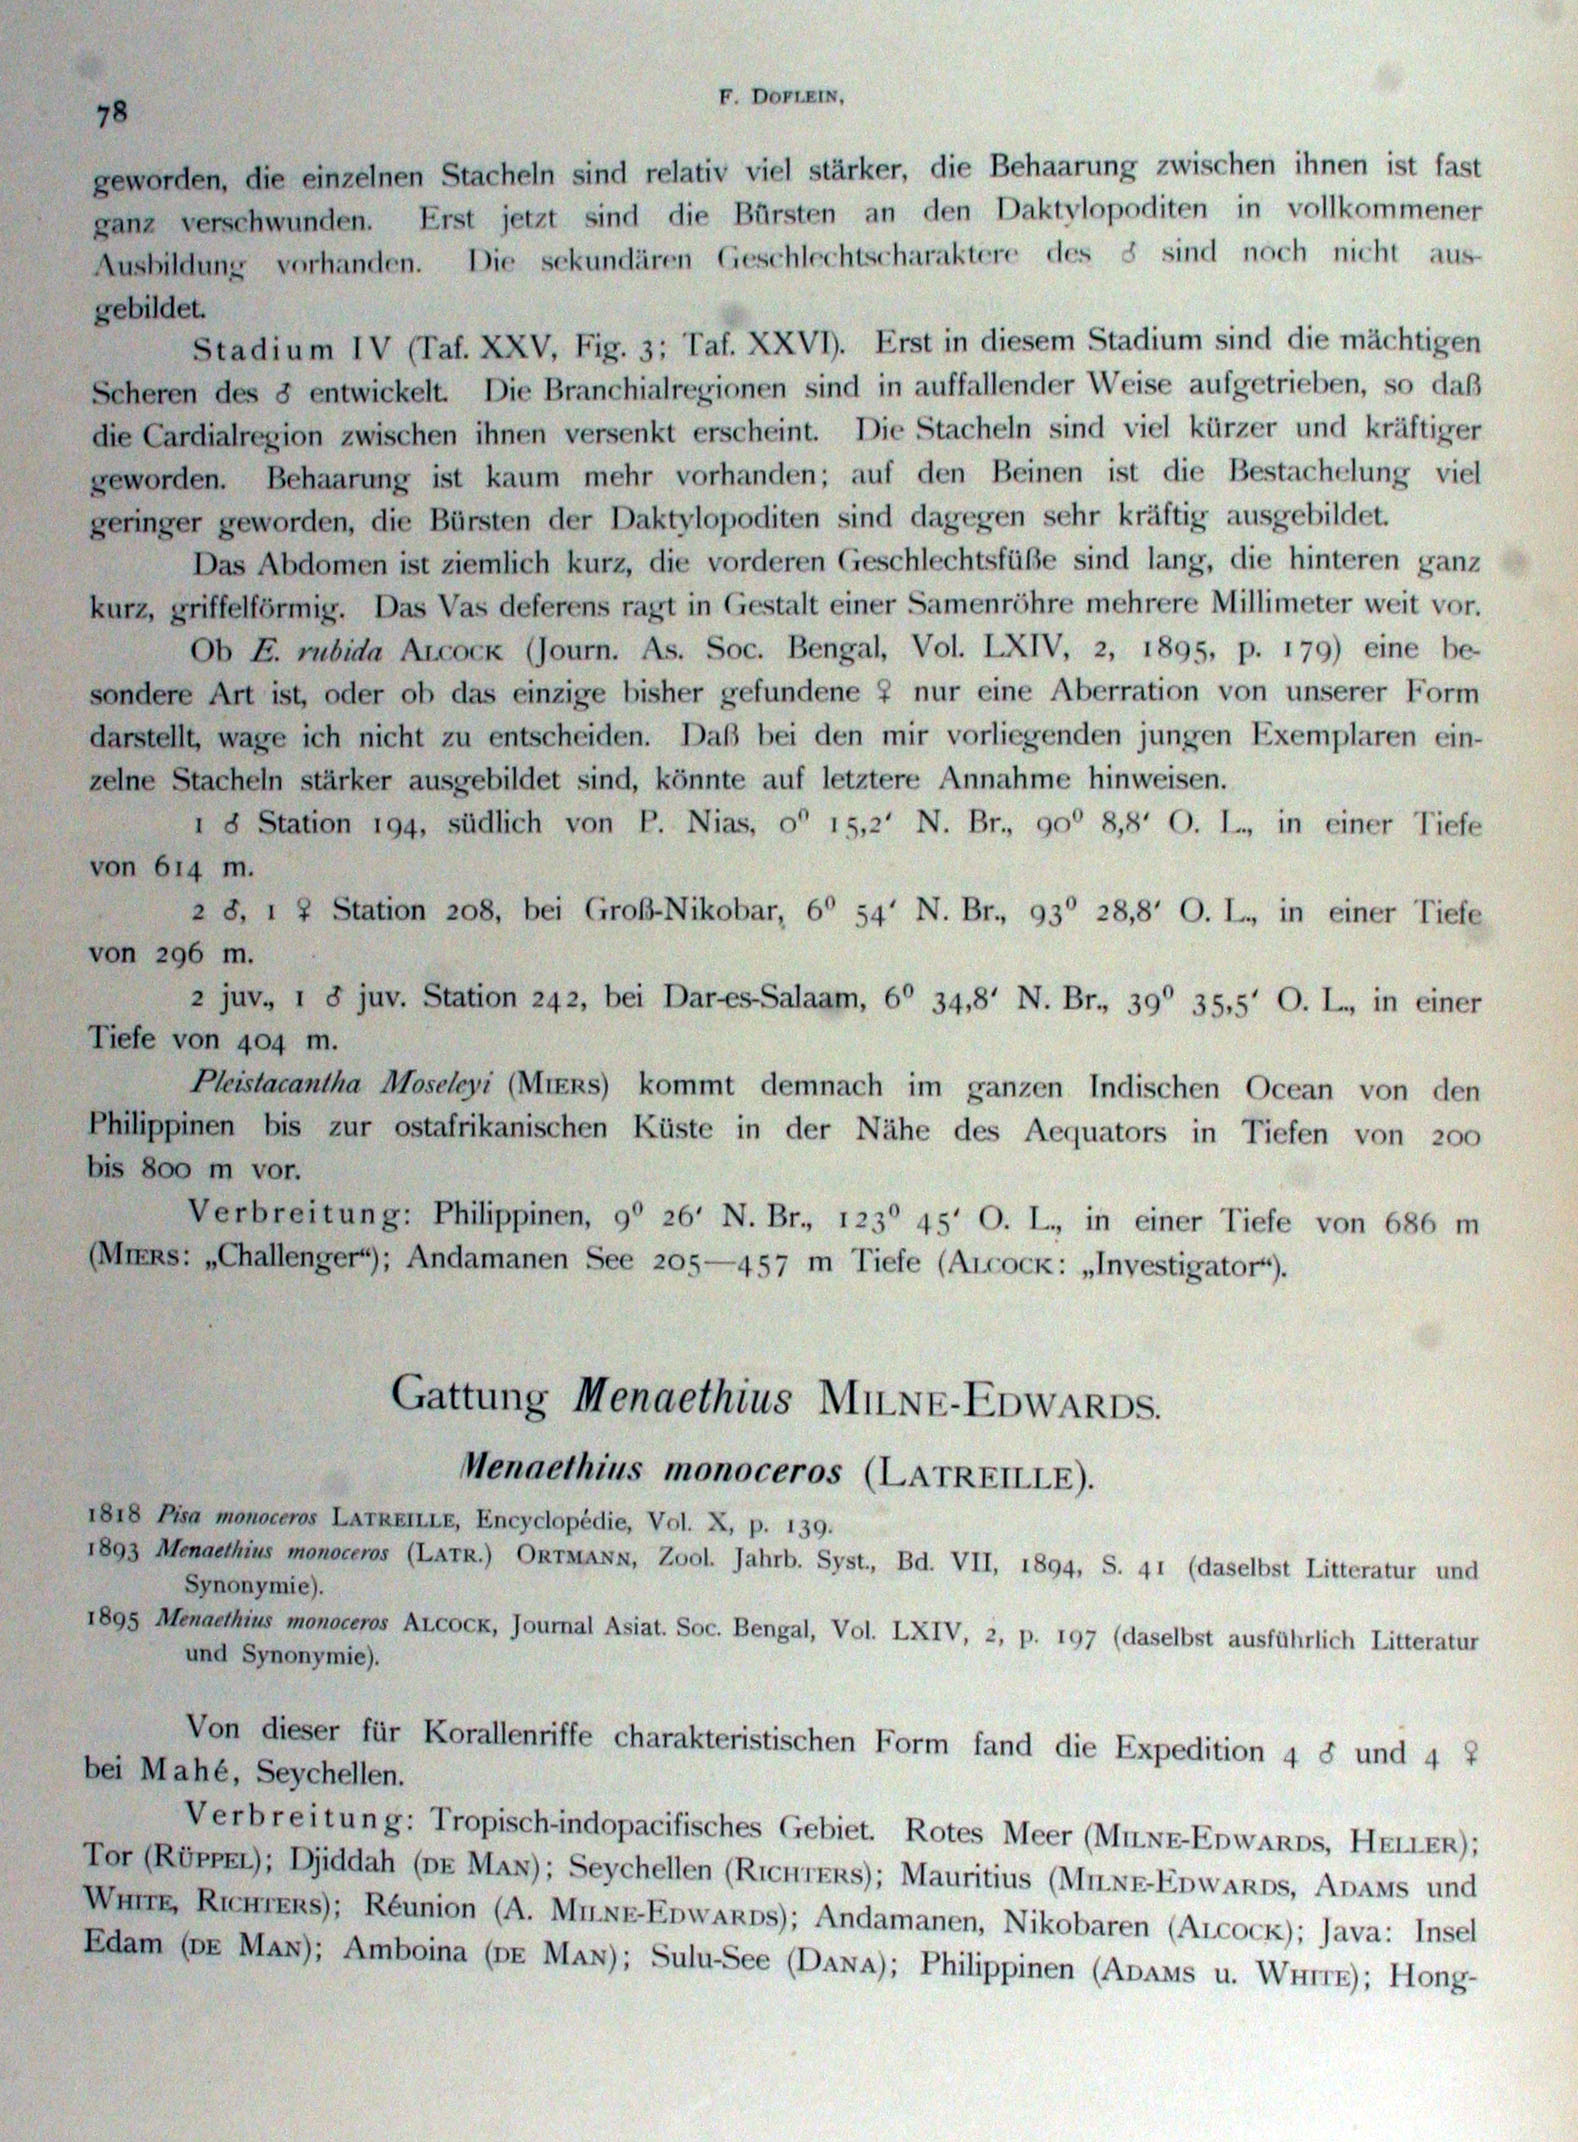 78
F. DOFLEIN,
geworden, die einzelnen Stacheln sind relativ viel stärker, die Behaarung zwischen ihnen ist fast
ganz verschwunden. Erst jetzt sind die Bürsten an den Daktylopoditen in vollkommener
Ausbildung vorhanden. Die sekundären Geschlechtscharaktere des ♂ sind noch nicht aus-
gebildet.
Stadium IV (Taf. XXV, Fig. 3; Taf. XXVI). Erst in diesem Stadium sind die mächtigen
Scheren des ♂ entwickelt. Die Branchialregionen sind in auffallender Weise aufgetrieben, so daß
die Cardialregion zwischen ihnen versenkt erscheint. Die Stacheln sind viel kürzer und kräftiger
geworden. Behaarung ist kaum mehr vorhanden; auf den Beinen ist die Bestachelung viel
geringer geworden, die Bürsten der Daktylopoditen sind dagegen sehr kräftig ausgebildet.
Das Abdomen ist ziemlich kurz, die vorderen Geschlechtsfüße sind lang, die hinteren ganz
kurz, griffelförmig. Das Vas deferens ragt in Gestalt einer Samenröhre mehrere Millimeter weit vor.
Ob E. rubida ALCOCK (Journ. As. Soc. Bengal, Vol. LXIV, 2, 1895, p. 179) eine be-
sondere Art ist, oder ob das einzige bisher gefundene ♀ nur eine Aberration von unserer Form
darstellt, wage ich nicht zu entscheiden. Daß bei den mir vorliegenden jungen Exemplaren ein-
zelne Stacheln stärker ausgebildet sind, könnte auf letztere Annahme hinweisen.
1 ♂ Station 194, südlich von P. Nias, 0⁰ 15,2' N. Br., 90⁰ 8,8' O. L., in einer Tiefe
von 614 m.
2 ♂, 1 ♀ Station 208, bei Groß-Nikobar, 6⁰ 54' N. Br., 93⁰ 28,8' O. L., in einer Tiefe
von 296 m.
2 juv., 1 ♂ juv. Station 242, bei Dar-es-Salaam, 6⁰ 34,8' N. Br., 39⁰ 35,5' O. L., in einer
Tiefe von 404 m.
Pleistacantha Moseleyi (MIERS) kommt demnach im ganzen Indischen Ocean von den
Philippinen bis zur ostafrikanischen Küste in der Nähe des Aequators in Tiefen von 200
bis 800 m vor.
Verbreitung: Philippinen, 9⁰ 26' N. Br., 123⁰ 45' O. L., in einer Tiefe von 686 m
(MIERS: „Challenger“); Andamanen See 205—457 m Tiefe (ALCOCK: „Investigator“).
Gattung Menaethius MILNE-EDWARDS.
Menaethius monoceros (LATREILLE).
1818 Pisa monoceros LATREILLE, Encyclopédie, Vol. X, p. 139.
1893 Menaethius monoceros (LATR.) ORTMANN, Zool. Jahrb. Syst., Bd. VII, 1894, S. 41 (daselbst Litteratur und
Synonymie).
1895 Menaethius monoceros ALCOCK, Journal Asiat. Soc. Bengal, Vol. LXIV, 2, p. 197 (daselbst ausführlich Litteratur
und Synonymie).
Von dieser für Korallenriffe charakteristischen Form fand die Expedition 4 ♂ und 4 ♀
bei Mahé, Seychellen.
Verbreitung: Tropisch-indopacifisches Gebiet. Rotes Meer (MILNE-EDWARDS, HELLER);
Tor (RÜPPEL); Djiddah (DE MAN); Seychellen (RICHTERS); Mauritius (MILNE-EDWARDS, ADAMS und
WHITE, RICHTERS); Réunion (A. MILNE-EDWARDS); Andamanen, Nikobaren (ALCOCK); Java: Insel
Edam (DE MAN); Amboina (DE MAN); Sulu-See (DANA); Philippinen (ADAMS u. WHITE); Hong-